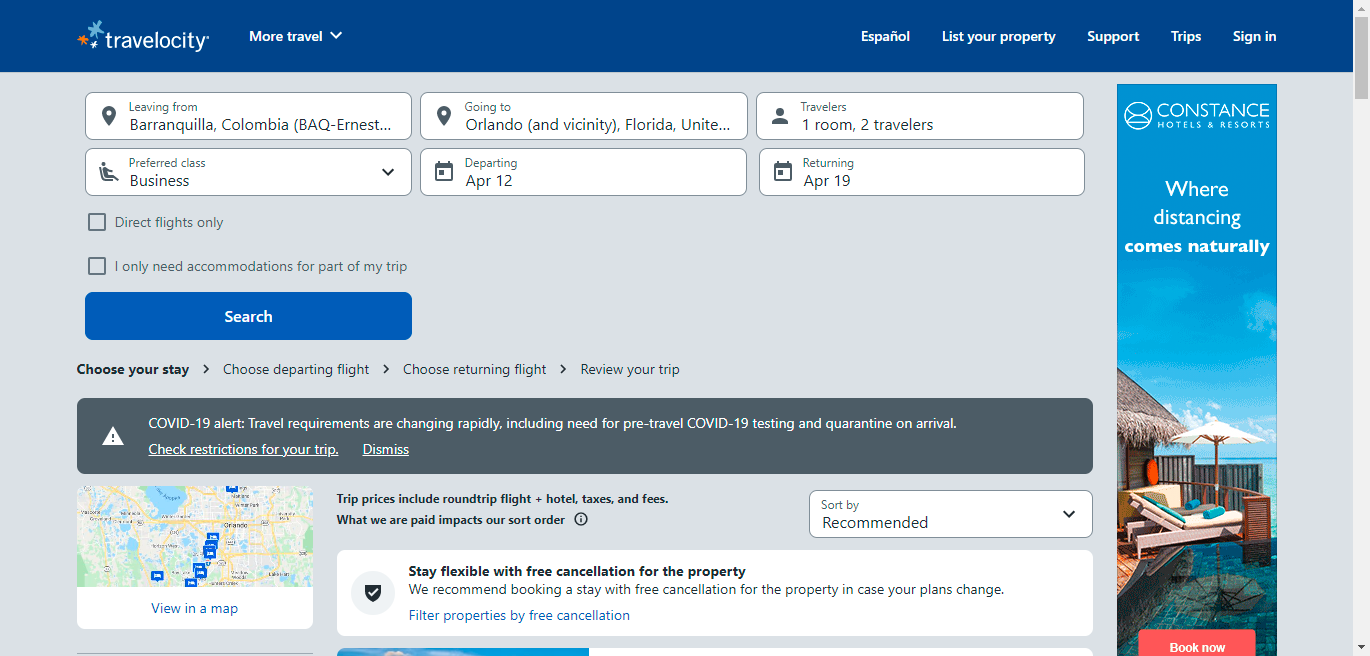 travelocity
More travel
Español
List your property
Support
Trips
Sign in
Leaving from
Barranquilla, Colombia (BAQ-Ernest...
Going to
Orlando (and vicinity), Florida, Unite...
Travelers
1 room, 2 travelers
Preferred class
Business
Departing
Apr 12
Returning
Apr 19
Direct flights only
I only need accommodations for part of my trip
Search
Choose your stay
Choose departing flight
Choose returning flight
Review your trip
COVID-19 alert: Travel requirements are changing rapidly, including need for pre-travel COVID-19 testing and quarantine on arrival.
Check restrictions for your trip.
Dismiss
Orlando
View in a map
Trip prices include roundtrip flight + hotel, taxes, and fees.
What we are paid impacts our sort order
Sort by
Recommended
Stay flexible with free cancellation for the property
We recommend booking a stay with free cancellation for the property in case your plans change.
Filter properties by free cancellation
CONSTANCE
HOTELS & RESORTS
Where
distancing
comes naturally
Book now